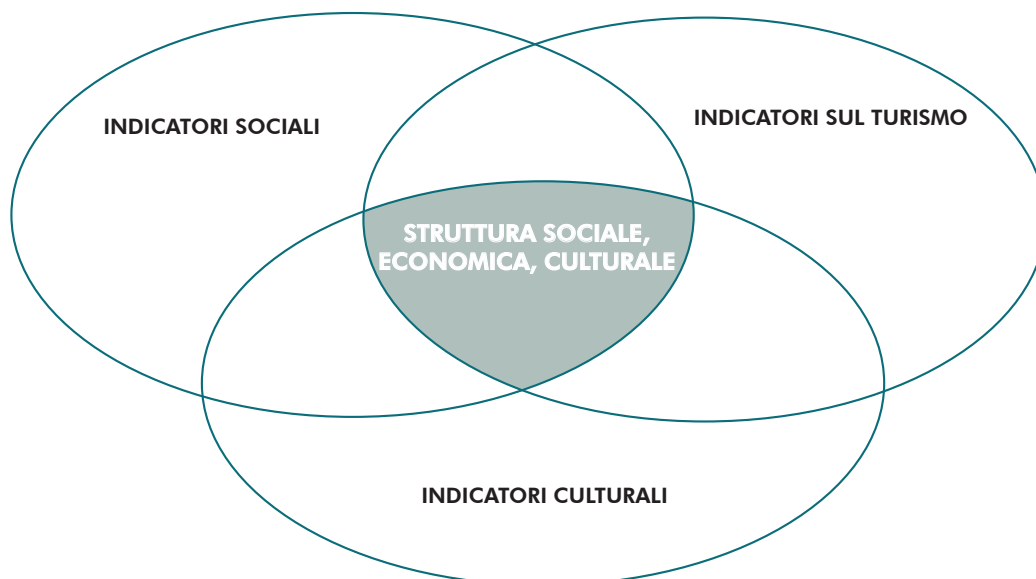 INDICATORI SOCIALI
INDICATORI SUL TURISMO
STRUTTURA SOCIALE,
ECONOMICA, CULTURALE
INDICATORI CULTURALI